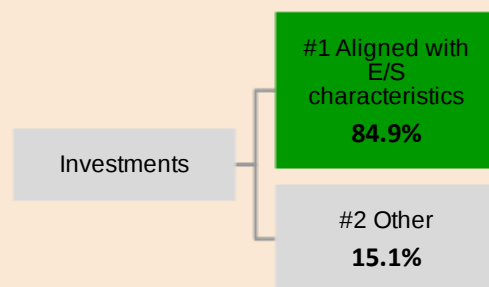 #1 Aligned with
E/S
characteristics
84.9%
Investments
#2 Other
15.1%